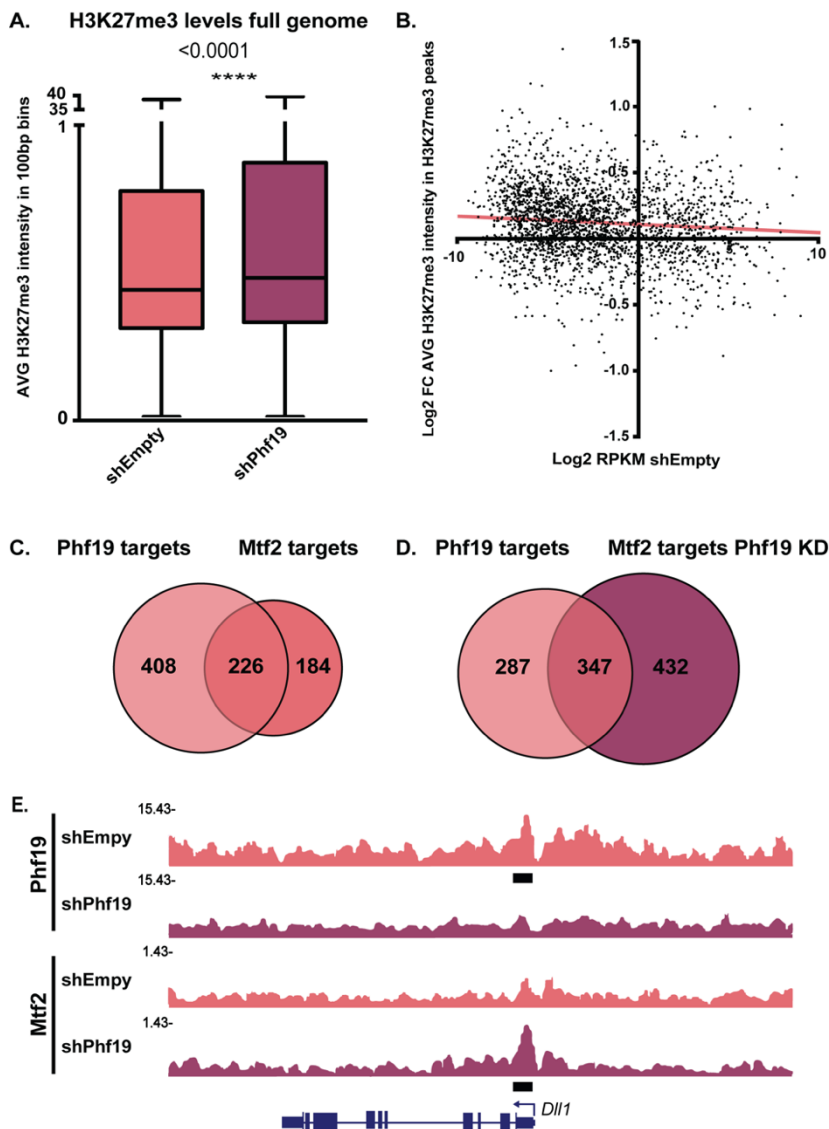 A.
H3K27me3 levels full genome
<0.0001
****
AVG H3K27me3 intensity in 100bp bins
40
35
1
0
shEmpty
shPhf19
B.
Log2 FC AVG H3K27me3 intensity in H3K27me3 peaks
1.5
1.0
0.5
-10
10
-0.5
-1.0
-1.5
Log2 RPKM shEmpty
C.
Phf19 targets
Mtf2 targets
408
226
184
D.
Phf19 targets
Mtf2 targets Phf19 KD
287
347
432
E.
Phf19
15.43-
shEmpy
15.43-
shPhf19
Mtf2
1.43-
shEmpy
1.43-
shPhf19
Dll1